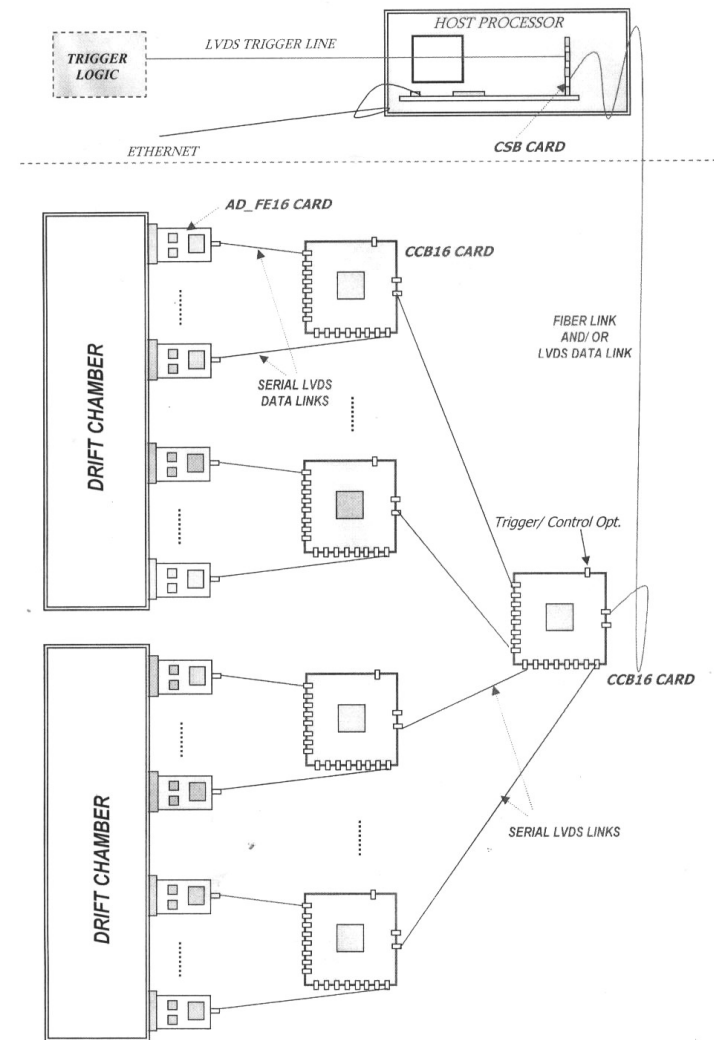 HOST PROCESSOR
LVDS TRIGGER LINE
TRIGGER
LOGIC
CSB CARD
ETHERNET
AD_FE16 CARD
CCB16 CARD
FIBER LINK
AND/ OR
LVDS DATA LINK
SERIAL LVDS
DATA LINKS
DRIFT CHAMBER
Trigger/ Control Opt.
CCB16 CARD
SERIAL LVDS LINKS
DRIFT CHAMBER